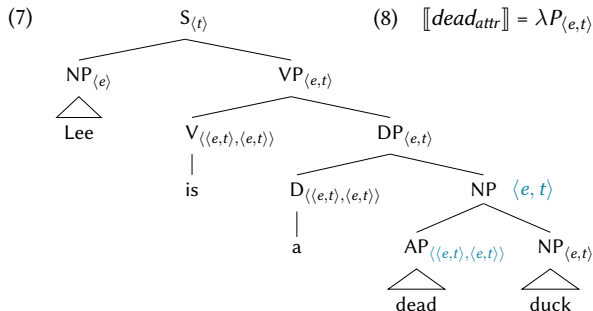 (7) S⟨t⟩ (8) ⟦dead_attr⟧ = λP⟨e,t⟩
NP⟨e⟩ VP⟨e,t⟩
Lee V⟨⟨e,t⟩,⟨e,t⟩⟩ DP⟨e,t⟩
is D⟨⟨e,t⟩,⟨e,t⟩⟩ NP ⟨e, t⟩
a AP⟨⟨e,t⟩,⟨e,t⟩⟩ NP⟨e,t⟩
dead duck